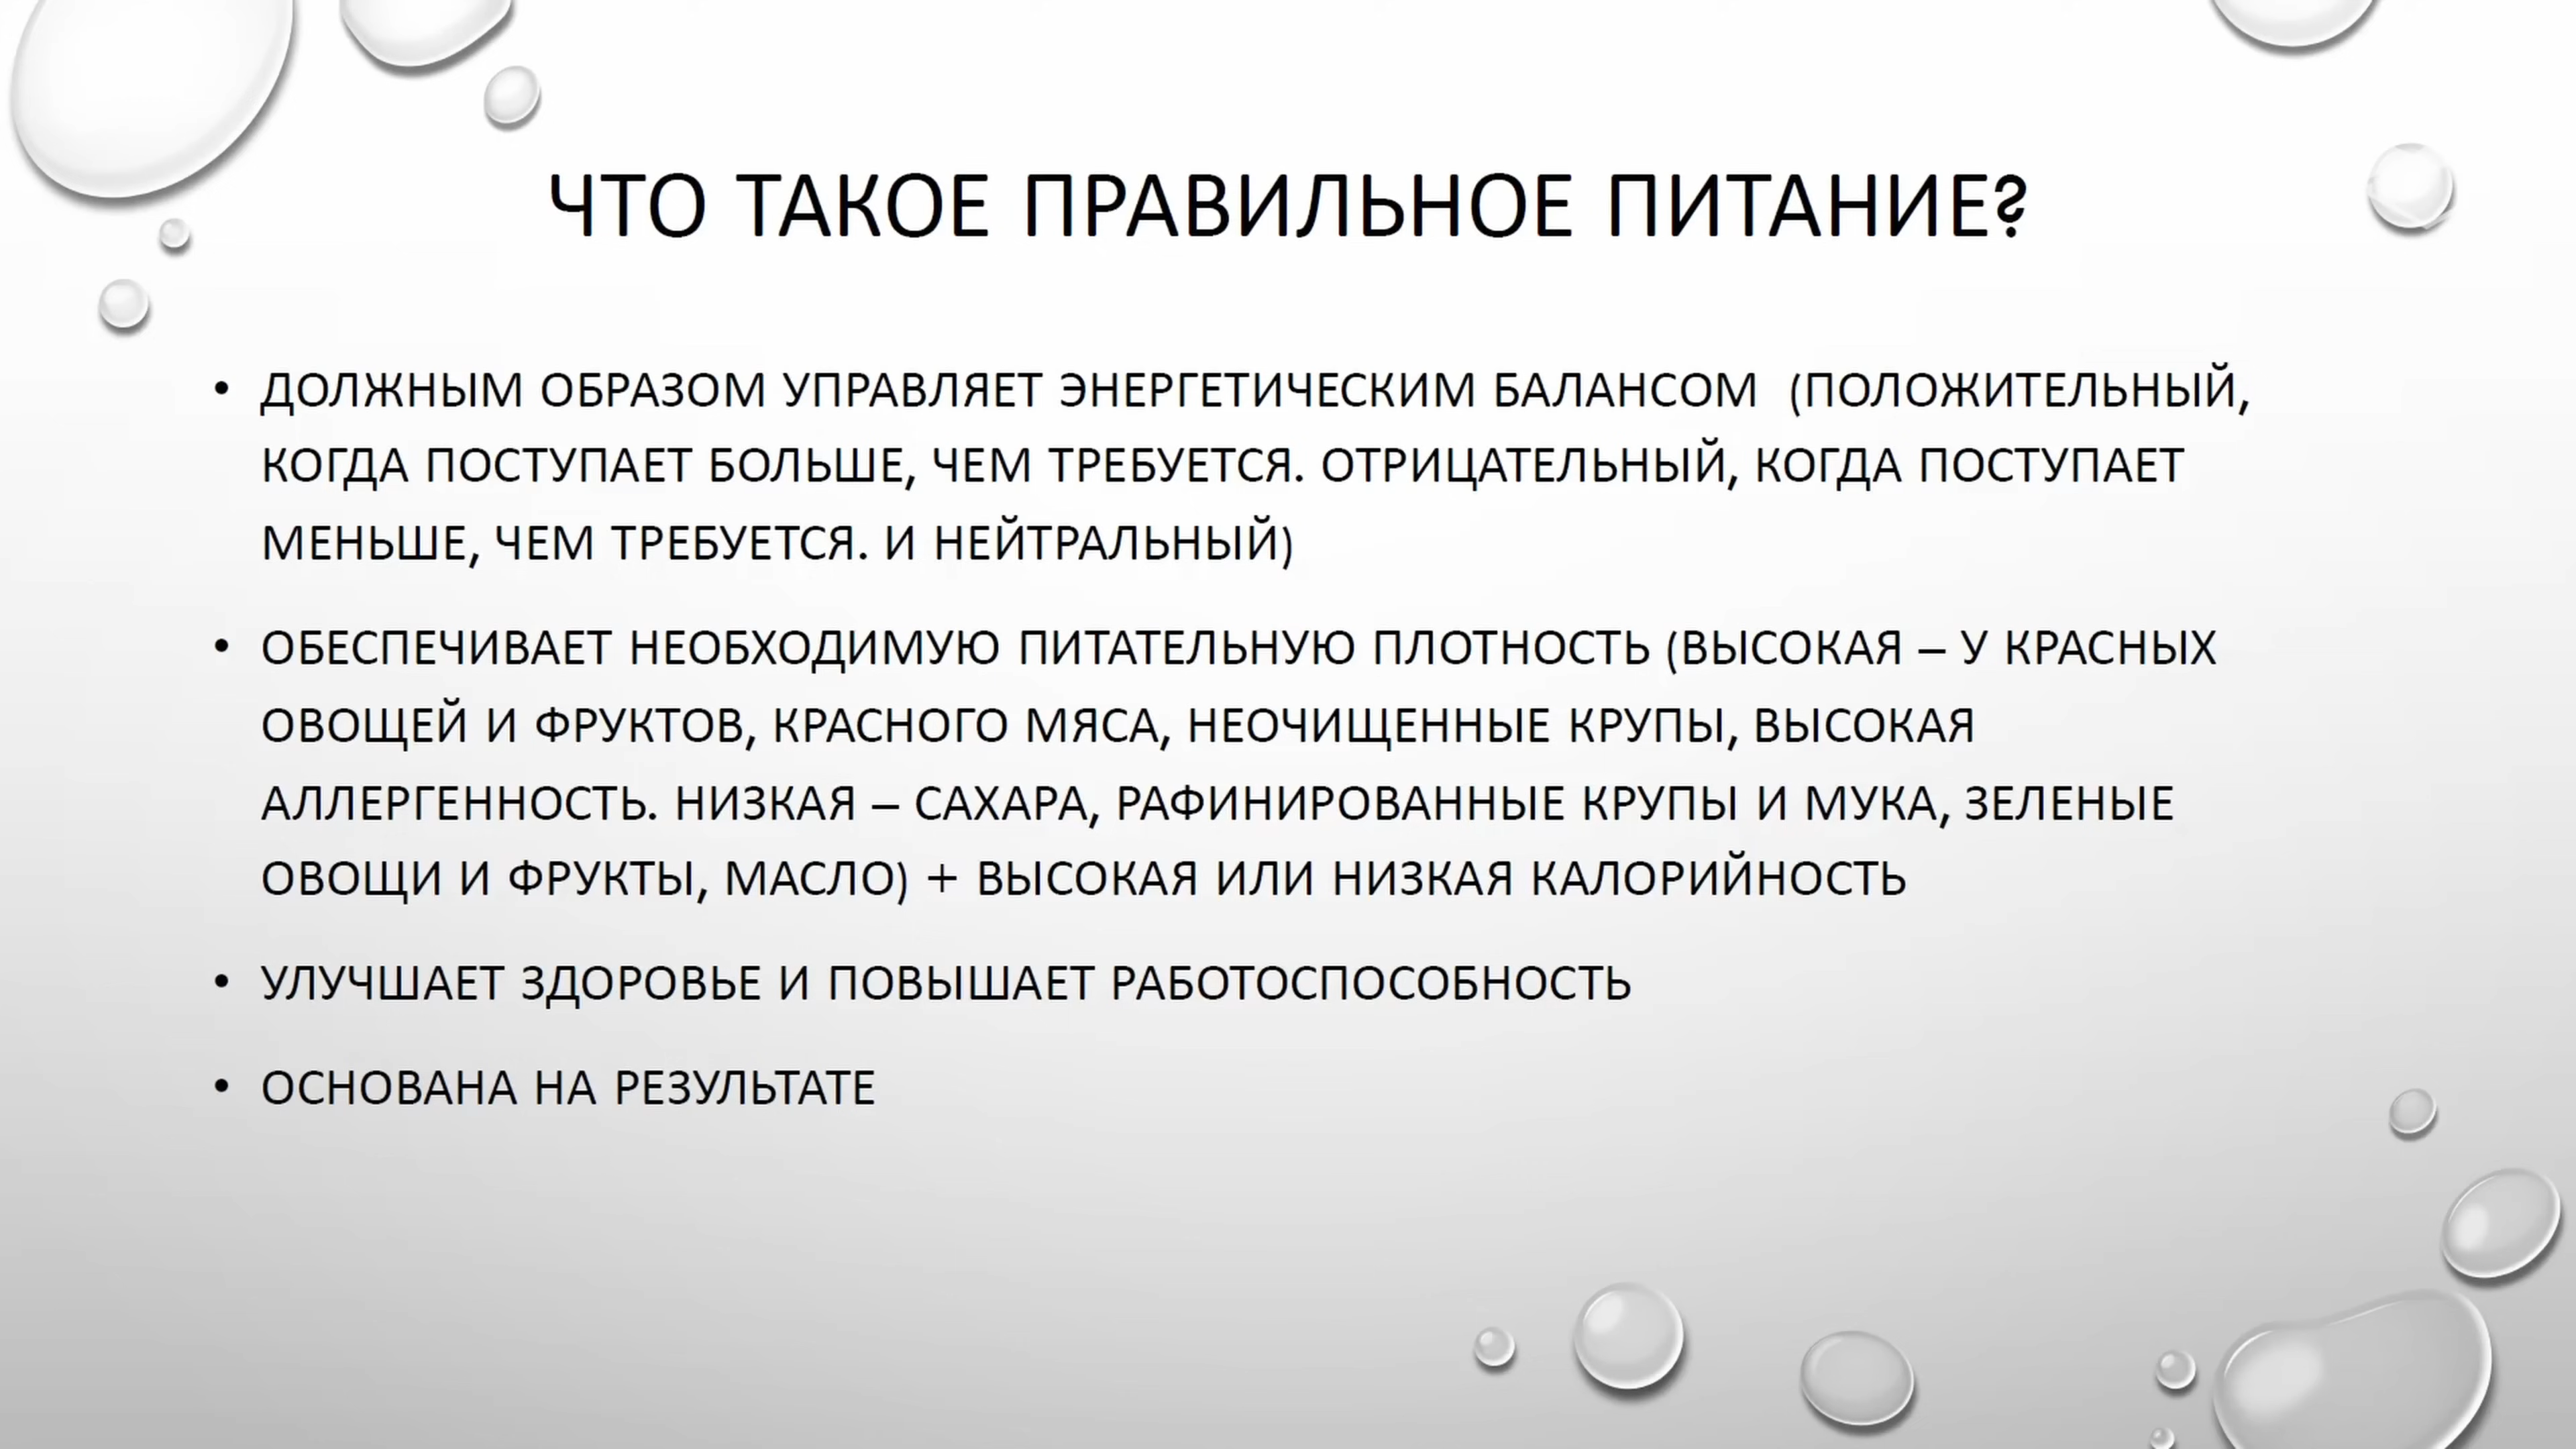 ЧТО ТАКОЕ ПРАВИЛЬНОЕ ПИТАНИЕ?
• ДОЛЖНЫМ ОБРАЗОМ УПРАВЛЯЕТ ЭНЕРГЕТИЧЕСКИМ БАЛАНСОМ (ПОЛОЖИТЕЛЬНЫЙ,
КОГДА ПОСТУПАЕТ БОЛЬШЕ, ЧЕМ ТРЕБУЕТСЯ. ОТРИЦАТЕЛЬНЫЙ, КОГДА ПОСТУПАЕТ
МЕНЬШЕ, ЧЕМ ТРЕБУЕТСЯ. И НЕЙТРАЛЬНЫЙ)
• ОБЕСПЕЧИВАЕТ НЕОБХОДИМУЮ ПИТАТЕЛЬНУЮ ПЛОТНОСТЬ (ВЫСОКАЯ – У КРАСНЫХ
ОВОЩЕЙ И ФРУКТОВ, КРАСНОГО МЯСА, НЕОЧИЩЕННЫЕ КРУПЫ, ВЫСОКАЯ
АЛЛЕРГЕННОСТЬ. НИЗКАЯ – САХАРА, РАФИНИРОВАННЫЕ КРУПЫ И МУКА, ЗЕЛЕНЫЕ
ОВОЩИ И ФРУКТЫ, МАСЛО) + ВЫСОКАЯ ИЛИ НИЗКАЯ КАЛОРИЙНОСТЬ
• УЛУЧШАЕТ ЗДОРОВЬЕ И ПОВЫШАЕТ РАБОТОСПОСОБНОСТЬ
• ОСНОВАНА НА РЕЗУЛЬТАТЕ